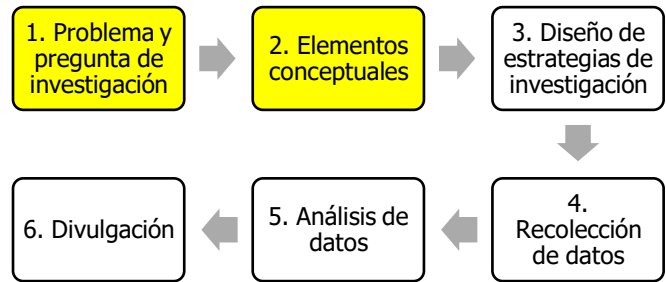 1. Problema y
pregunta de
investigación
2. Elementos
conceptuales
3. Diseño de
estrategias de
investigación
4.
Recolección
de datos
5. Análisis de
datos
6. Divulgación